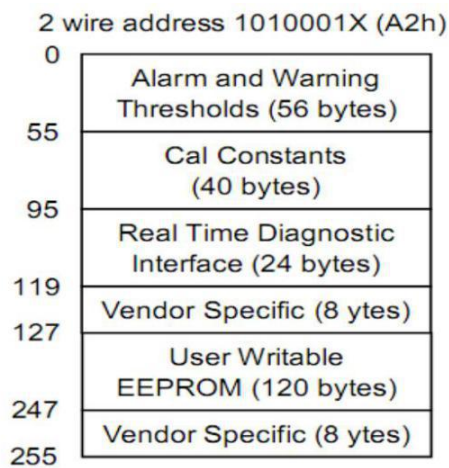 2 wire address 1010001X (A2h)
0
Alarm and Warning
Thresholds (56 bytes)
55
Cal Constants
(40 bytes)
95
Real Time Diagnostic
Interface (24 bytes)
119
Vendor Specific (8 ytes)
127
User Writable
EEPROM (120 bytes)
247
Vendor Specific (8 ytes)
255